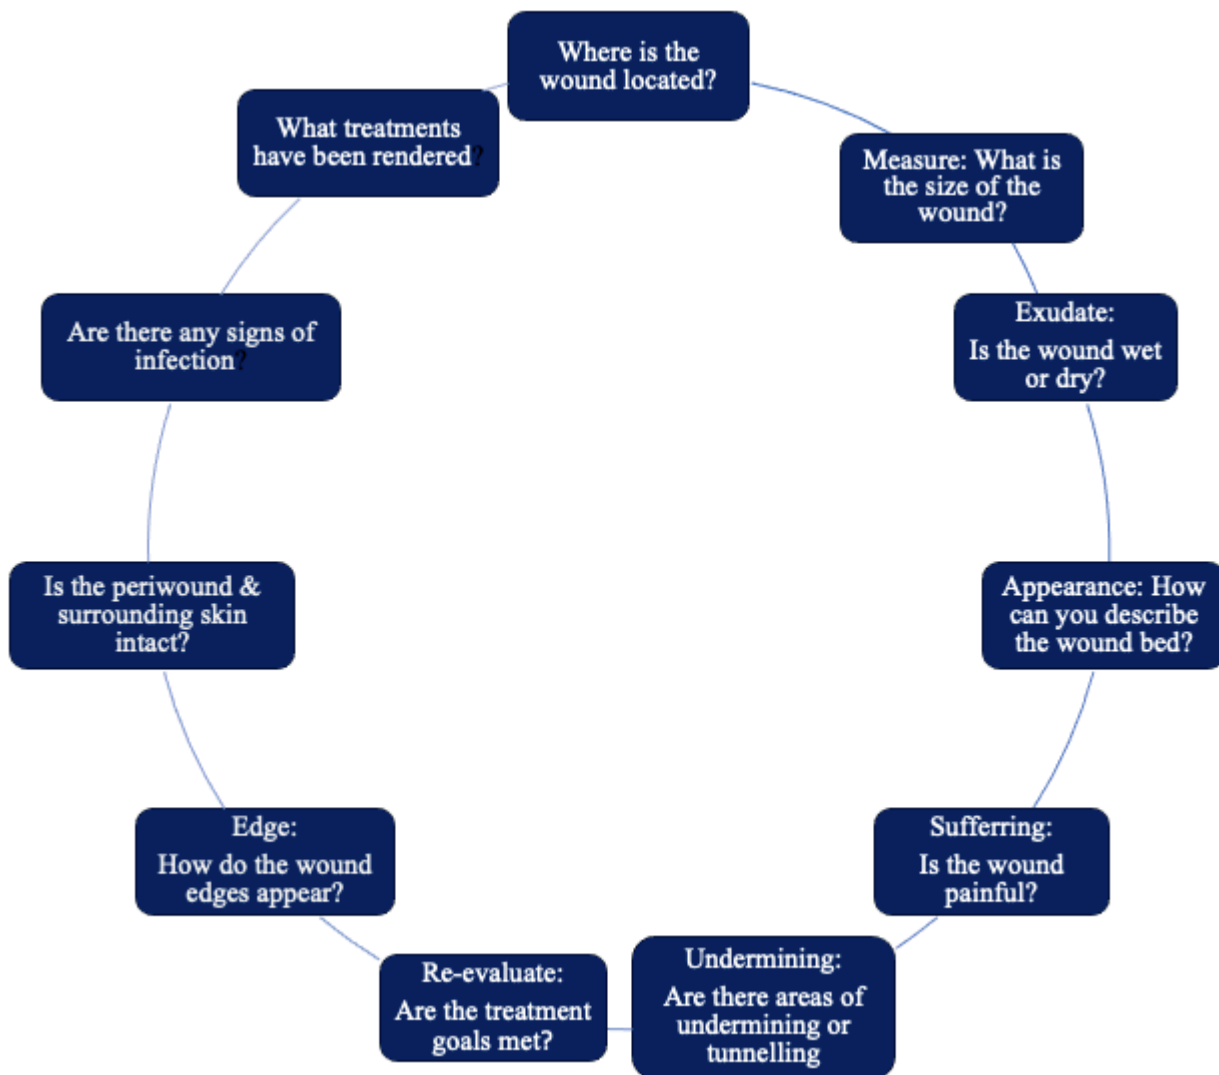 Where is the
wound located?
Measure: What is
the size of the
wound?
Exudate:
Is the wound wet
or dry?
Appearance: How
can you describe
the wound bed?
Sufferring:
Is the wound
painful?
Undermining:
Are there areas of
undermining or
tunnelling
Re-evaluate:
Are the treatment
goals met?
Edge:
How do the wound
edges appear?
Is the periwound &
surrounding skin
intact?
Are there any signs of
infection?
What treatments
have been rendered?